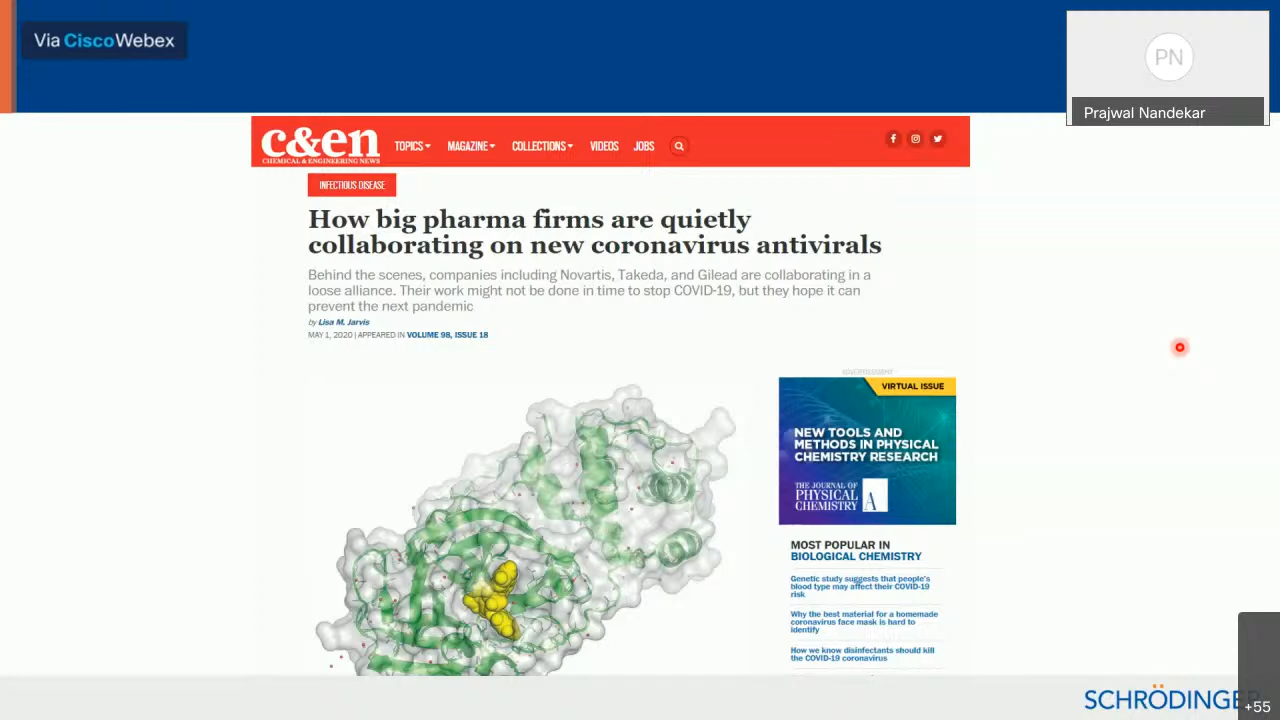 Via Cisco Webex
PN
Prajwal Nandekar
c&en
CHEMICAL & ENGINEERING NEWS
TOPICS
MAGAZINE
COLLECTIONS
VIDEOS
JOBS
INFECTIOUS DISEASE
How big pharma firms are quietly
collaborating on new coronavirus antivirals
Behind the scenes, companies including Novartis, Takeda, and Gilead are collaborating in a
loose alliance. Their work might not be done in time to stop COVID-19, but they hope it can
prevent the next pandemic
by Lisa M. Jarvis
MAY 1, 2020 | APPEARED IN VOLUME 98, ISSUE 18
ADVERTISEMENT
VIRTUAL ISSUE
NEW TOOLS AND
METHODS IN PHYSICAL
CHEMISTRY RESEARCH
THE JOURNAL OF
PHYSICAL
CHEMISTRY
A
MOST POPULAR IN
BIOLOGICAL CHEMISTRY
Genetic study suggests that people's
blood type may affect their COVID-19
risk
Why the best material for a homemade
coronavirus face mask is hard to
identify
How we know disinfectants should kill
the COVID-19 coronavirus
SCHRÖDINGE
+55